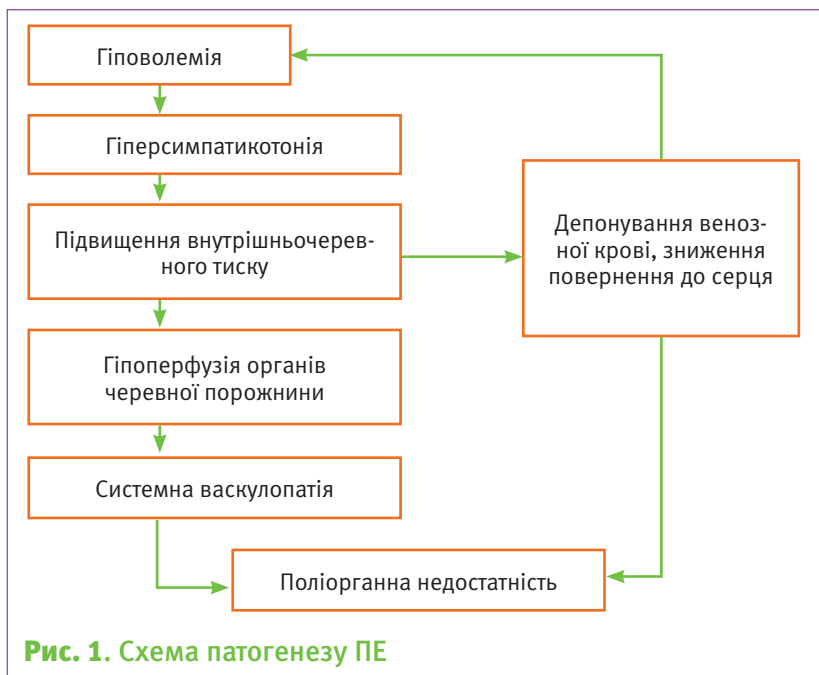 Гіповолемія
Гіперсимпатикотонія
Підвищення внутрішньочерев-
ного тиску
Депонування веноз-
ної крові, зниження
повернення до серця
Гіпоперфузія органів
черевної порожнини
Системна васкулопатія
Поліорганна недостатність
Рис. 1. Схема патогенезу ПЕ